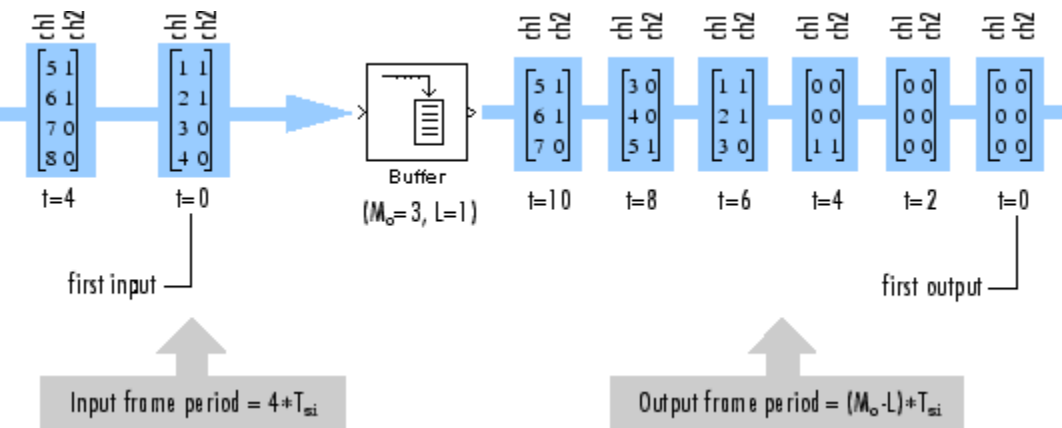 ch1 ch2 ch1 ch2 ch1 ch2 ch1 ch2 ch1 ch2 ch1 ch2 ch1 ch2 ch1 ch2
5 1 1 1 5 1 3 0 1 1 0 0 0 0 0 0
6 1 2 1 6 1 4 0 2 1 0 0 0 0 0 0
7 0 3 0 7 0 5 1 3 0 1 1 0 0 0 0
8 0 4 0
Buffer
t=4 t=0 t=10 t=8 t=6 t=4 t=2 t=0
(Mₒ=3, L=1)
first input first output
Input frame period = 4*Tₛᵢ
Output frame period = (Mₒ-L)*Tₛᵢ